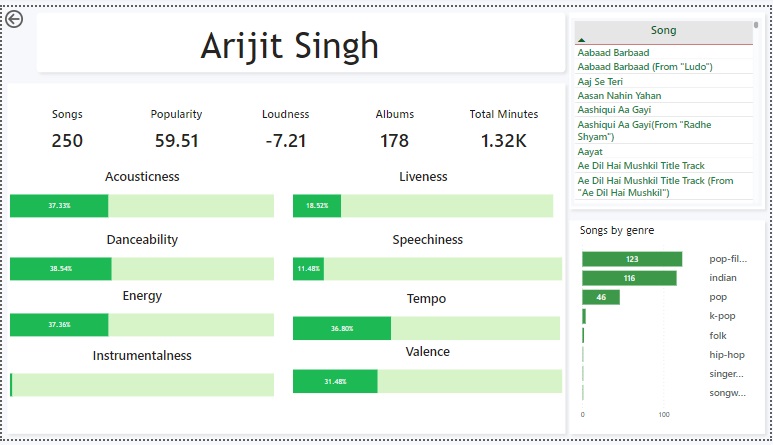 Arijit Singh
Songs
250
Popularity
59.51
Loudness
-7.21
Albums
178
Total Minutes
1.32K
Acousticness
37.33%
Liveness
18.52%
Danceability
38.54%
Speechiness
11.48%
Energy
37.36%
Tempo
36.80%
Instrumentalness
Valence
31.48%
Song
Aabaad Barbaad
Aabaad Barbaad (From "Ludo")
Aaj Se Teri
Aasan Nahin Yahan
Aashiqui Aa Gayi
Aashiqui Aa Gayi(From "Radhe
Shyam")
Aayat
Ae Dil Hai Mushkil Title Track
Ae Dil Hai Mushkil Title Track (From
"Ae Dil Hai Mushkil")
Songs by genre
123 pop-fil...
116 indian
46 pop
k-pop
folk
hip-hop
singer...
songw...
0 100